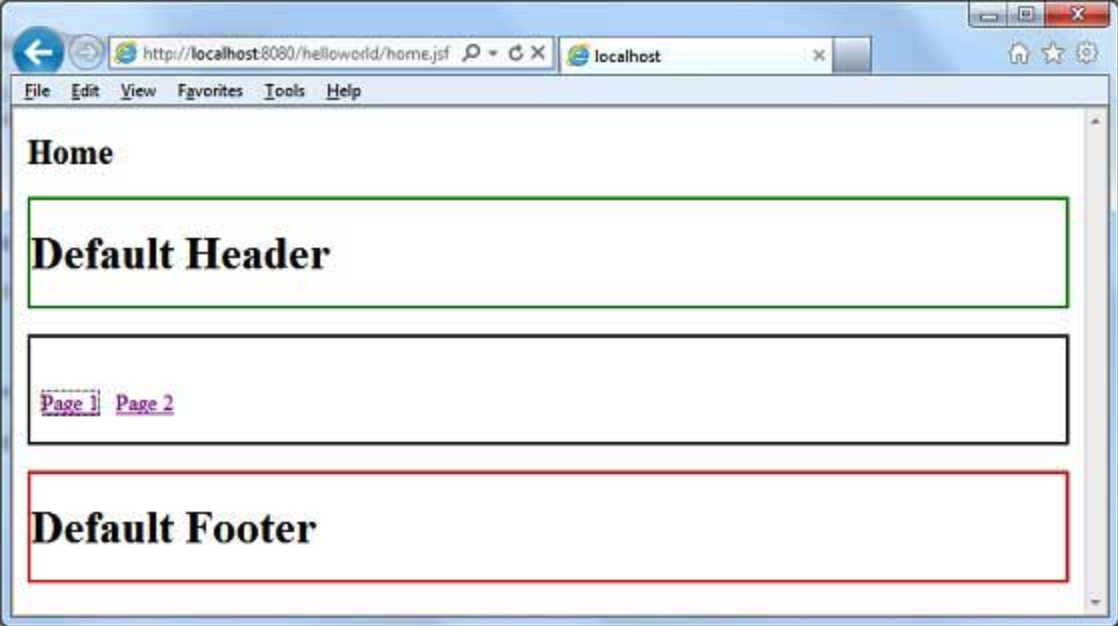 http://localhost:8080/helloworld/home.jsf
localhost
File Edit View Favorites Tools Help
Home
Default Header
Page 1 Page 2
Default Footer